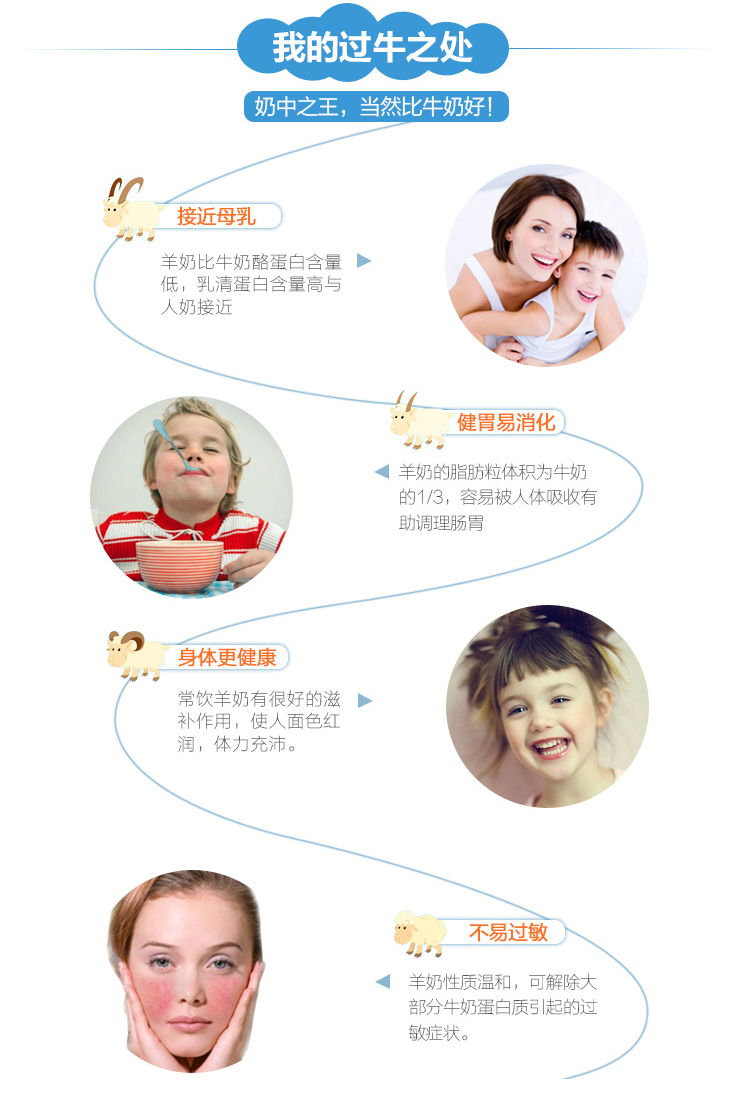 我的过牛之处
奶中之王，当然比牛奶好！
接近母乳
羊奶比牛奶酪蛋白含量
低，乳清蛋白含量高与
人奶接近
健胃易消化
羊奶的脂肪粒体积为牛奶
的1/3，容易被人体吸收有
助调理肠胃
身体更健康
常饮羊奶有很好的滋
补作用，使人面色红
润，体力充沛。
不易过敏
羊奶性质温和，可解除大
部分牛奶蛋白质引起的过
敏症状。